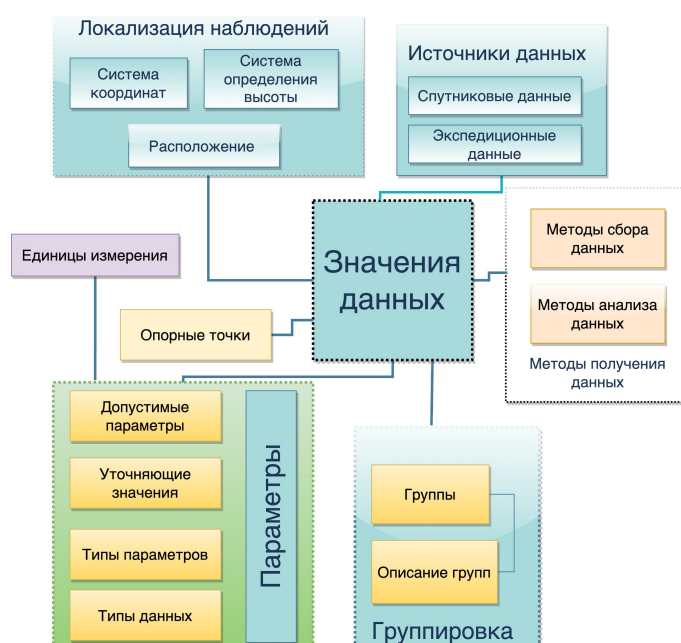 Локализация наблюдений
Система
координат
Система
определения
высоты
Расположение
Источники данных
Спутниковые данные
Экспедиционные
данные
Единицы измерения
Значения
данных
Методы сбора
данных
Методы анализа
данных
Методы получения
данных
Опорные точки
Допустимые
параметры
Уточняющие
значения
Типы параметров
Типы данных
Параметры
Группы
Описание групп
Группировка